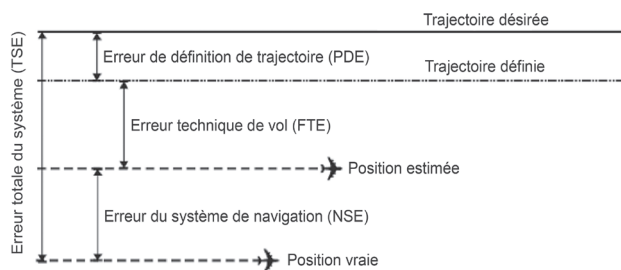 Trajectoire désirée
Erreur de définition de trajectoire (PDE)
Trajectoire définie
Erreur technique de vol (FTE)
Position estimée
Erreur du système de navigation (NSE)
Position vraie
Erreur totale du système (TSE)